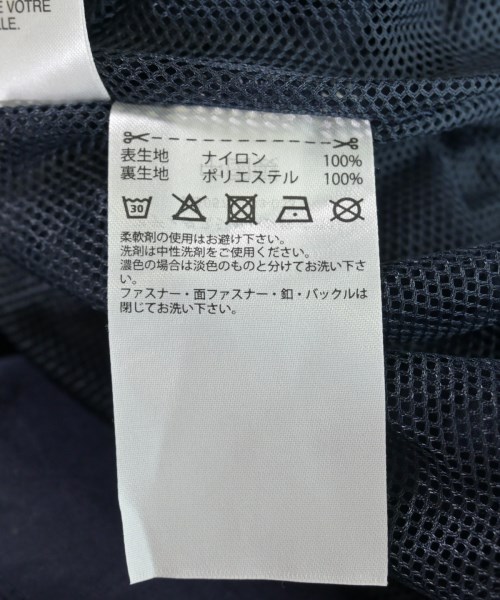 VOTRE
LLE.
表生地 ナイロン 100%
裏生地 ポリエステル 100%
30
柔軟剤の使用はお避け下さい。
洗剤は中性洗剤をご使用ください。
濃色の場合は淡色のものと分けてお洗い下さ
い。
ファスナー・面ファスナー・釦・バックルは
閉じてお洗い下さい。